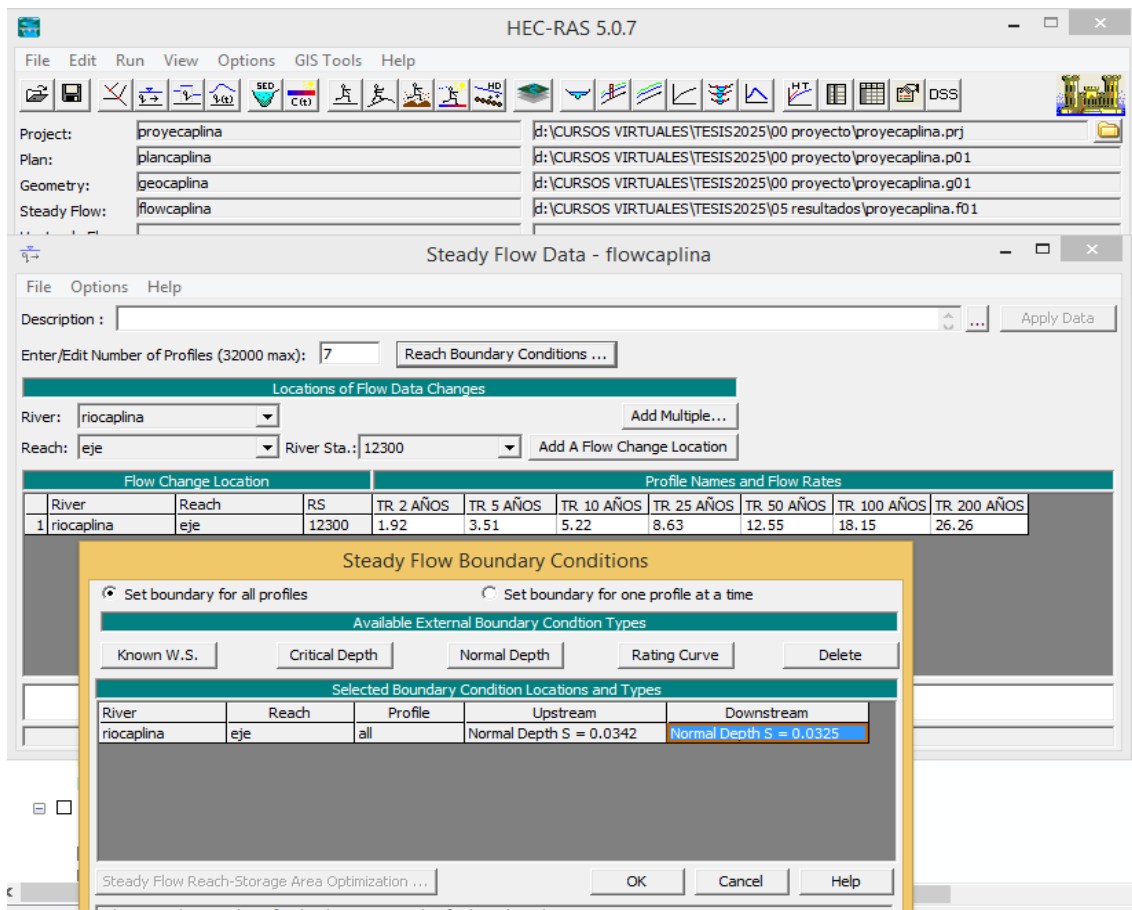 HEC-RAS 5.0.7
File Edit Run View Options GIS Tools Help
SED C(t) HD HT DSS
Project: proyecaplina d:\CURSOS VIRTUALES\TESIS2025\00 proyecto\proyecaplina.prj
Plan: plancaplina d:\CURSOS VIRTUALES\TESIS2025\00 proyecto\proyecaplina.p01
Geometry: geocaplina d:\CURSOS VIRTUALES\TESIS2025\00 proyecto\proyecaplina.g01
Steady Flow: flowcaplina d:\CURSOS VIRTUALES\TESIS2025\05 resultados\proyecaplina.f01
Steady Flow Data - flowcaplina
File Options Help
Description : ... Apply Data
Enter/Edit Number of Profiles (32000 max): 7 Reach Boundary Conditions ...
Locations of Flow Data Changes
River: riocaplina Add Multiple...
Reach: eje River Sta.: 12300 Add A Flow Change Location
Flow Change Location Profile Names and Flow Rates
River Reach RS TR 2 AÑOS TR 5 AÑOS TR 10 AÑOS TR 25 AÑOS TR 50 AÑOS TR 100 AÑOS TR 200 AÑOS
1 riocaplina eje 12300 1.92 3.51 5.22 8.63 12.55 18.15 26.26
Steady Flow Boundary Conditions
Set boundary for all profiles Set boundary for one profile at a time
Available External Boundary Condtion Types
Known W.S. Critical Depth Normal Depth Rating Curve Delete
Selected Boundary Condition Locations and Types
River Reach Profile Upstream Downstream
riocaplina eje all Normal Depth S = 0.0342 Normal Depth S = 0.0325
Steady Flow Reach-Storage Area Optimization ... OK Cancel Help